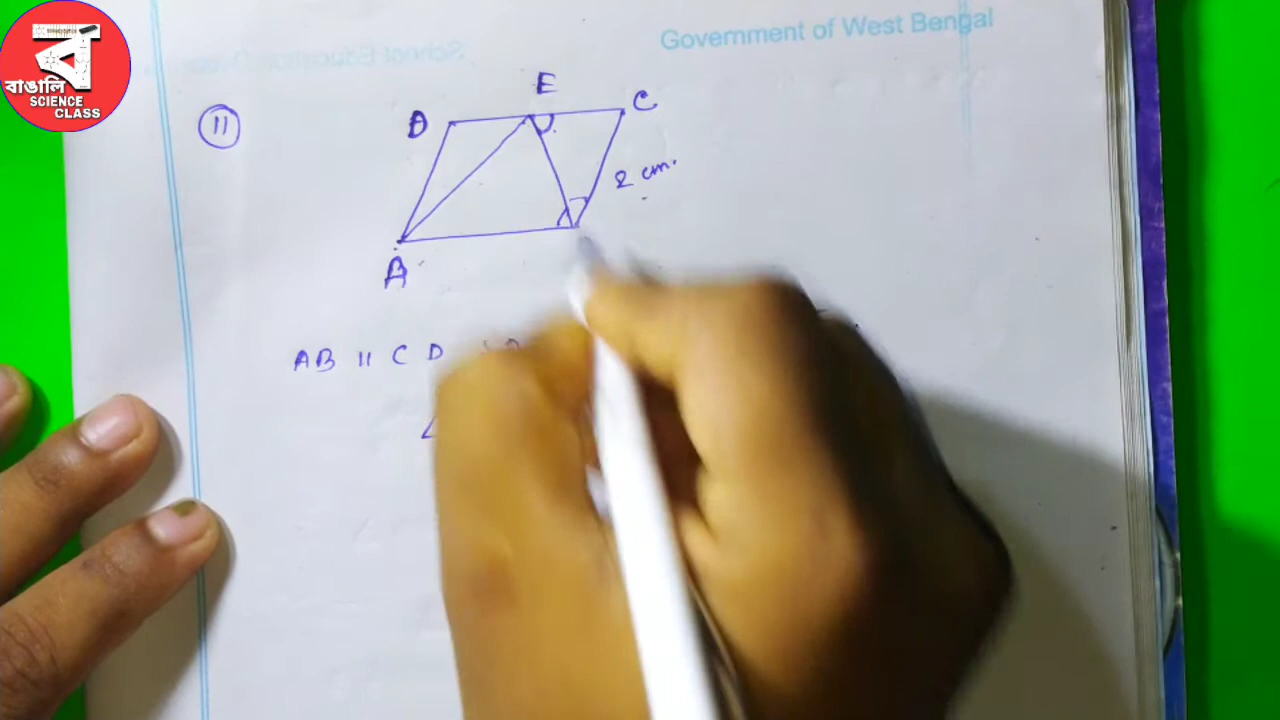 ব
বাঙালি
SCIENCE
CLASS
Government of West Bengal
11
E
D
C
2 cm.
A
AB || CD
∠